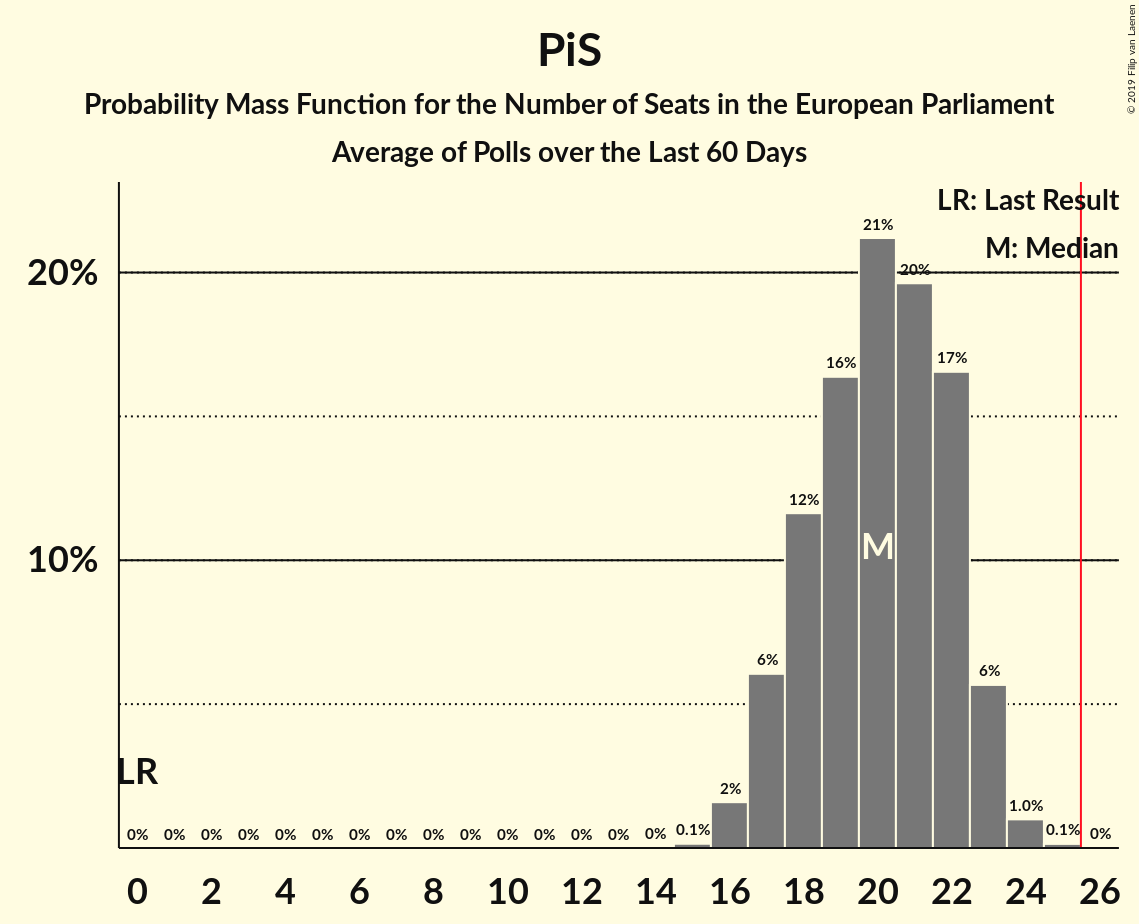 PiS
Probability Mass Function for the Number of Seats in the European Parliament
Average of Polls over the Last 60 Days
© 2019 Filip van Laenen
LR: Last Result
M: Median
20%
10%
21%
20%
17%
16%
12%
M
6%
6%
LR
2%
1.0%
0% 0% 0% 0% 0% 0% 0% 0% 0% 0% 0% 0% 0% 0% 0% 0.1% 0.1% 0%
0 2 4 6 8 10 12 14 16 18 20 22 24 26